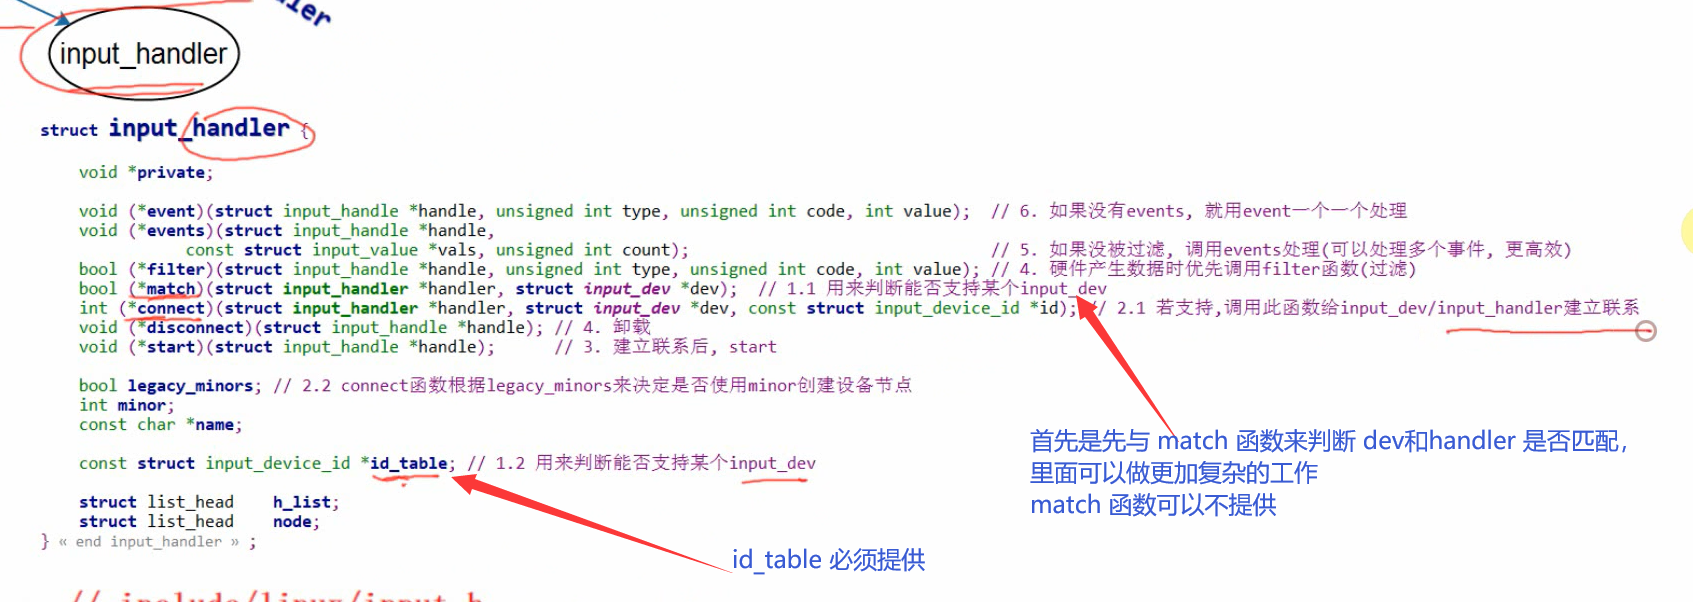 input_handler
struct input_handler {
void *private;
void (*event)(struct input_handle *handle, unsigned int type, unsigned int code, int value);  // 6. 如果没有events, 就用event一个一个处理
void (*events)(struct input_handle *handle,
const struct input_value *vals, unsigned int count);  // 5. 如果没被过滤, 调用events处理(可以处理多个事件, 更高效)
bool (*filter)(struct input_handle *handle, unsigned int type, unsigned int code, int value); // 4. 硬件产生数据时优先调用filter函数(过滤)
bool (*match)(struct input_handler *handler, struct input_dev *dev);  // 1.1 用来判断能否支持某个input_dev
int (*connect)(struct input_handler *handler, struct input_dev *dev, const struct input_device_id *id); // 2.1 若支持,调用此函数给input_dev/input_handler建立联系
void (*disconnect)(struct input_handle *handle); // 4. 卸载
void (*start)(struct input_handle *handle);  // 3. 建立联系后, start
bool legacy_minors; // 2.2 connect函数根据legacy_minors来决定是否使用minor创建设备节点
int minor;
const char *name;
const struct input_device_id *id_table; // 1.2 用来判断能否支持某个input_dev
struct list_head h_list;
struct list_head node;
} « end input_handler » ;
首先是先与 match 函数来判断 dev和handler 是否匹配，
里面可以做更加复杂的工作
match 函数可以不提供
id_table 必须提供